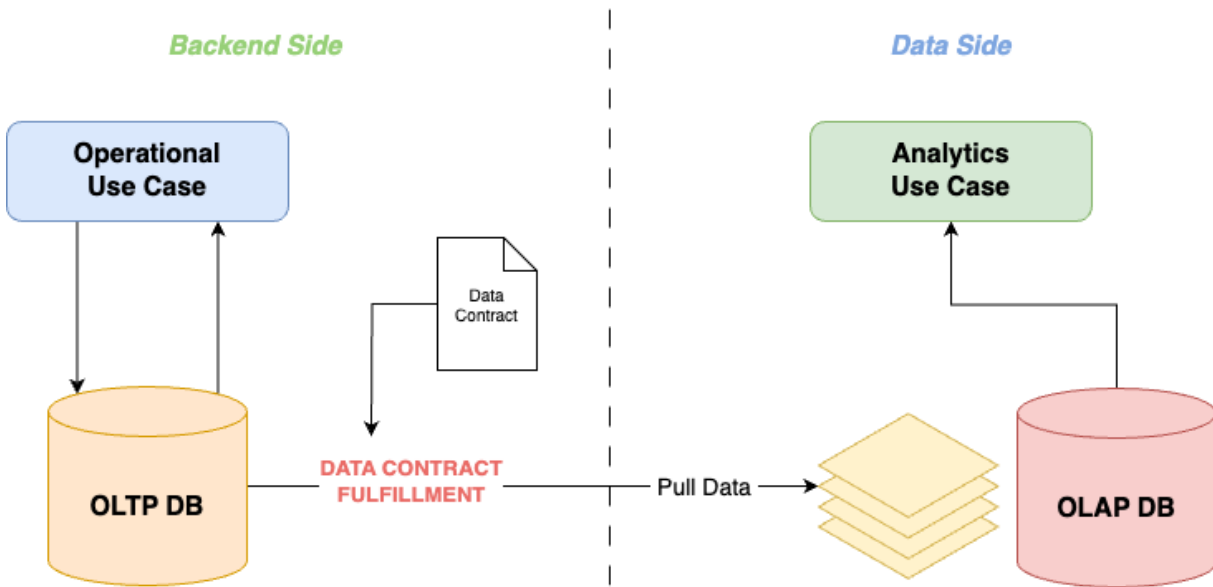 Backend Side
Data Side
Operational
Use Case
Analytics
Use Case
Data
Contract
DATA CONTRACT
FULFILLMENT
Pull Data
OLTP DB
OLAP DB